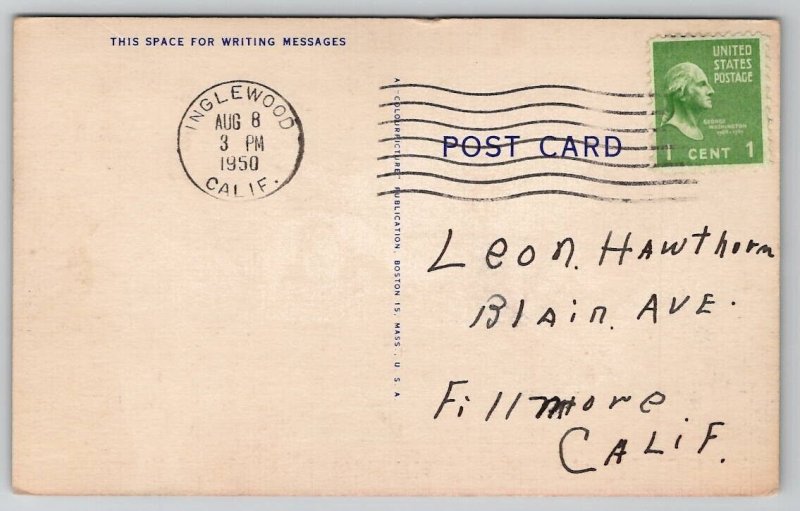 THIS SPACE FOR WRITING MESSAGES
INGLEWOOD
AUG 8
3 PM
1950
CALIF.
A "COLOURPICTURE" PUBLICATION, BOSTON 15, MASS., U.S.A
POST CARD
UNITED
STATES
POSTAGE
GEORGE
WASHINGTON
1 CENT 1
Leon. HAWthorn
Blain. AVE.
Fillmore
CALiF.